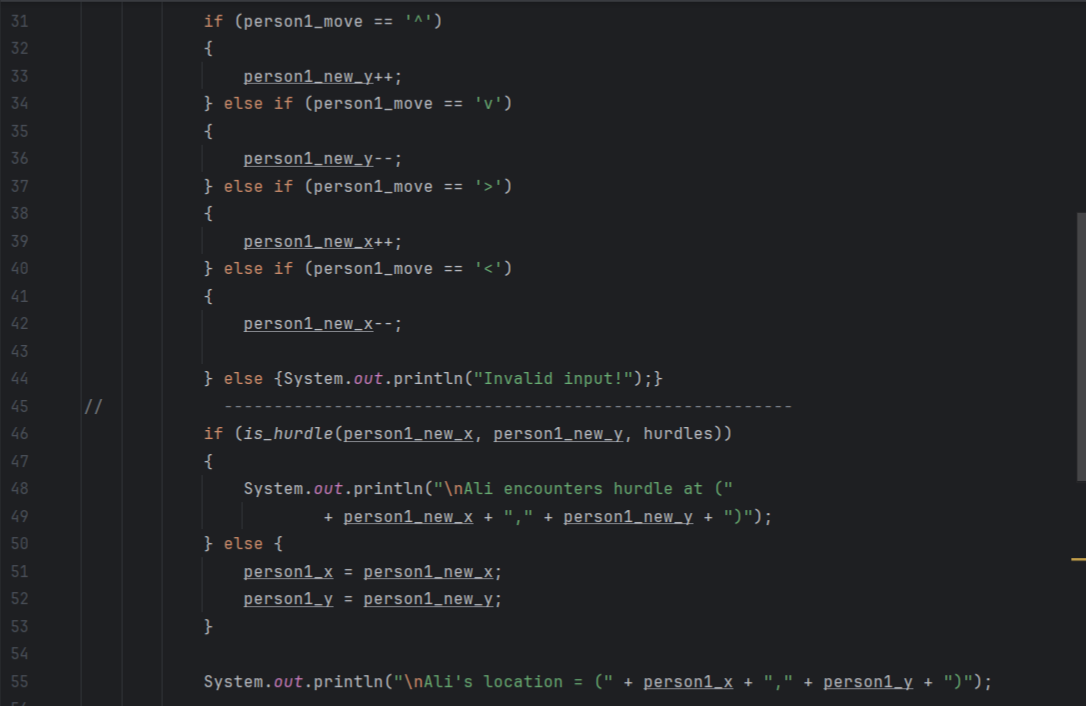 31 if (person1_move == '^')
32 {
33 person1_new_y++;
34 } else if (person1_move == 'v')
35 {
36 person1_new_y--;
37 } else if (person1_move == '>')
38 {
39 person1_new_x++;
40 } else if (person1_move == '<')
41 {
42 person1_new_x--;
43
44 } else {System.out.println("Invalid input!");}
45 // ---------------------------------------------------------
46 if (is_hurdle(person1_new_x, person1_new_y, hurdles))
47 {
48 System.out.println("\nAli encounters hurdle at ("
49 + person1_new_x + "," + person1_new_y + ")");
50 } else {
51 person1_x = person1_new_x;
52 person1_y = person1_new_y;
53 }
54
55 System.out.println("\nAli's location = (" + person1_x + "," + person1_y + ")");